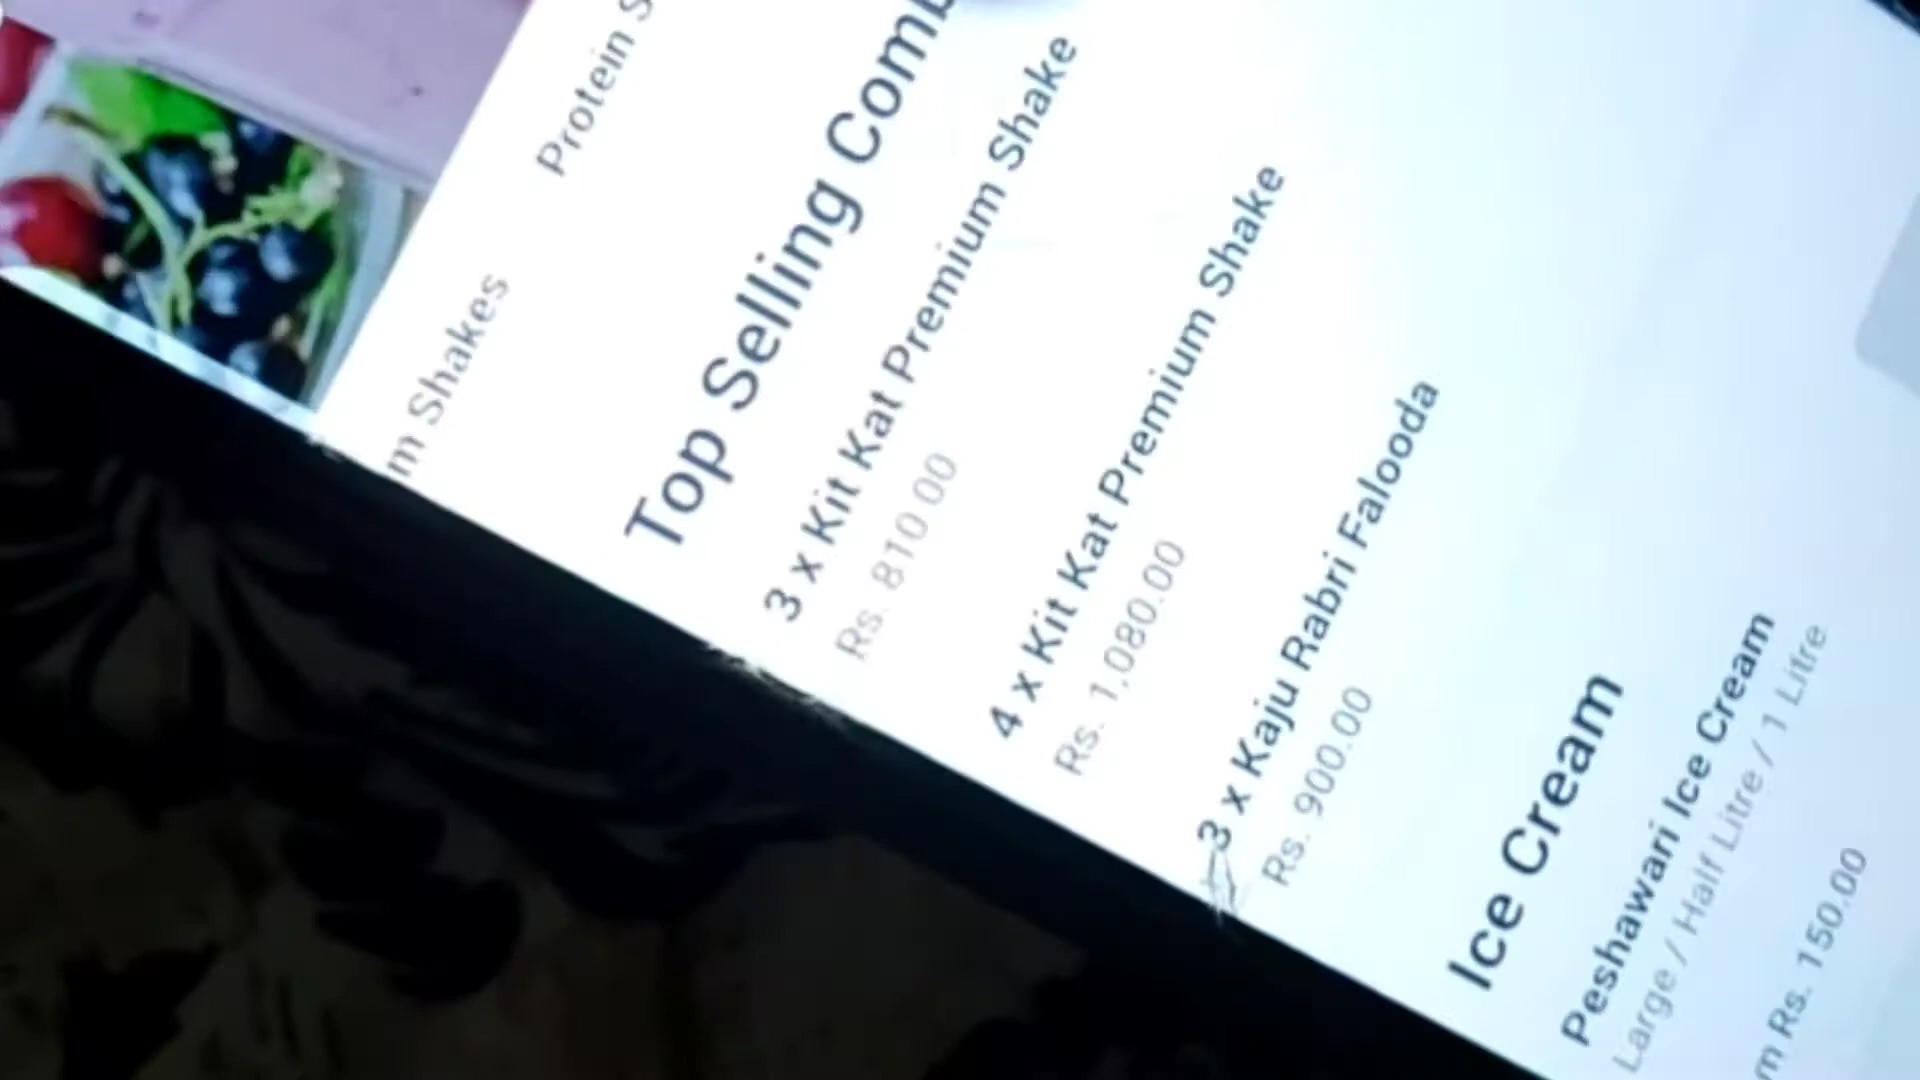 m Shakes
Protein S
Top Selling Comb
3 x Kit Kat Premium Shake
Rs. 810.00
4 x Kit Kat Premium Shake
Rs. 1,080.00
3 x Kaju Rabri Falooda
Rs. 900.00
Ice Cream
Peshawari Ice Cream
Large / Half Litre / 1 Litre
m Rs. 150.00